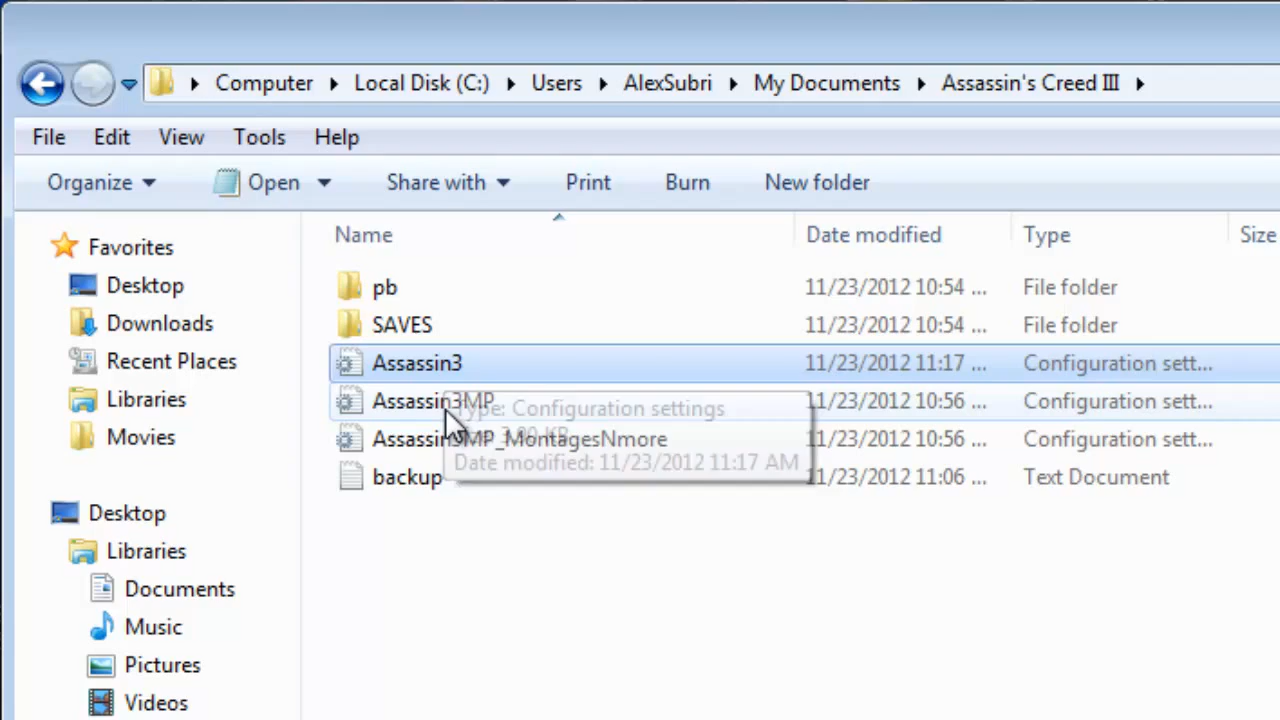 Computer Local Disk (C:) Users AlexSubri My Documents Assassin's Creed III
File Edit View Tools Help
Organize Open Share with Print Burn New folder
Name Date modified Type Size
Favorites
Desktop
Downloads
Recent Places
Libraries
Movies
Desktop
Libraries
Documents
Music
Pictures
Videos
pb 11/23/2012 10:54 ... File folder
SAVES 11/23/2012 10:54 ... File folder
Assassin3 11/23/2012 11:17 ... Configuration sett...
Assassin3MP 11/23/2012 10:56 ... Configuration sett...
Assassin3MP_MontagesNmore 11/23/2012 10:56 ... Configuration sett...
backup 11/23/2012 11:06 ... Text Document
Type: Configuration settings
KB
Date modified: 11/23/2012 11:17 AM